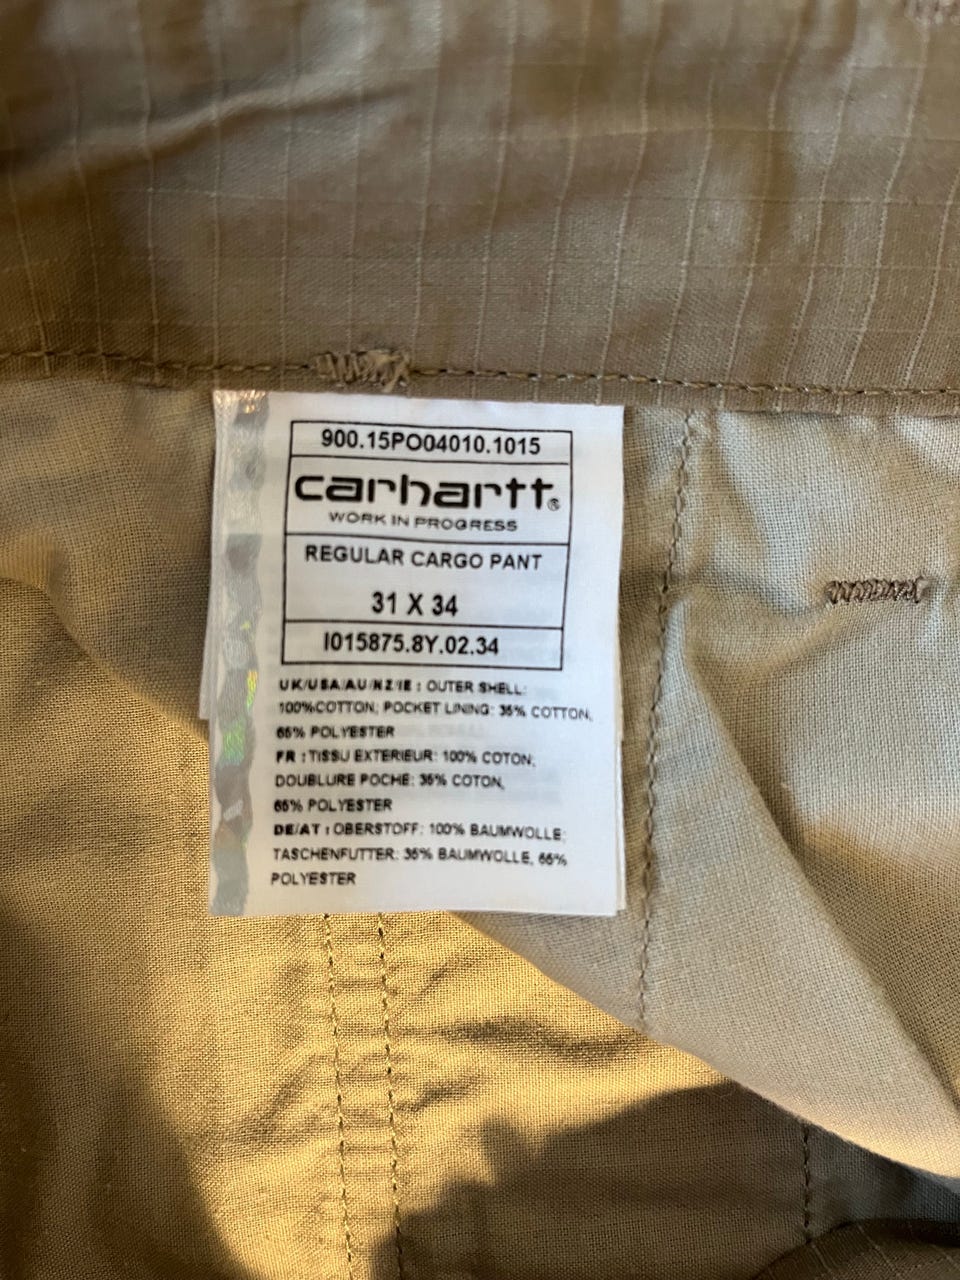 900.15PO04010.1015
carhartt®
WORK IN PROGRESS
REGULAR CARGO PANT
31 X 34
I015875.8Y.02.34
UK/USA/AU/NZ/IE : OUTER SHELL:
100%COTTON; POCKET LINING: 35% COTTON,
65% POLYESTER
FR : TISSU EXTERIEUR: 100% COTON;
DOUBLURE POCHE: 35% COTON,
65% POLYESTER
DE/AT : OBERSTOFF: 100% BAUMWOLLE;
TASCHENFUTTER: 35% BAUMWOLLE, 65%
POLYESTER